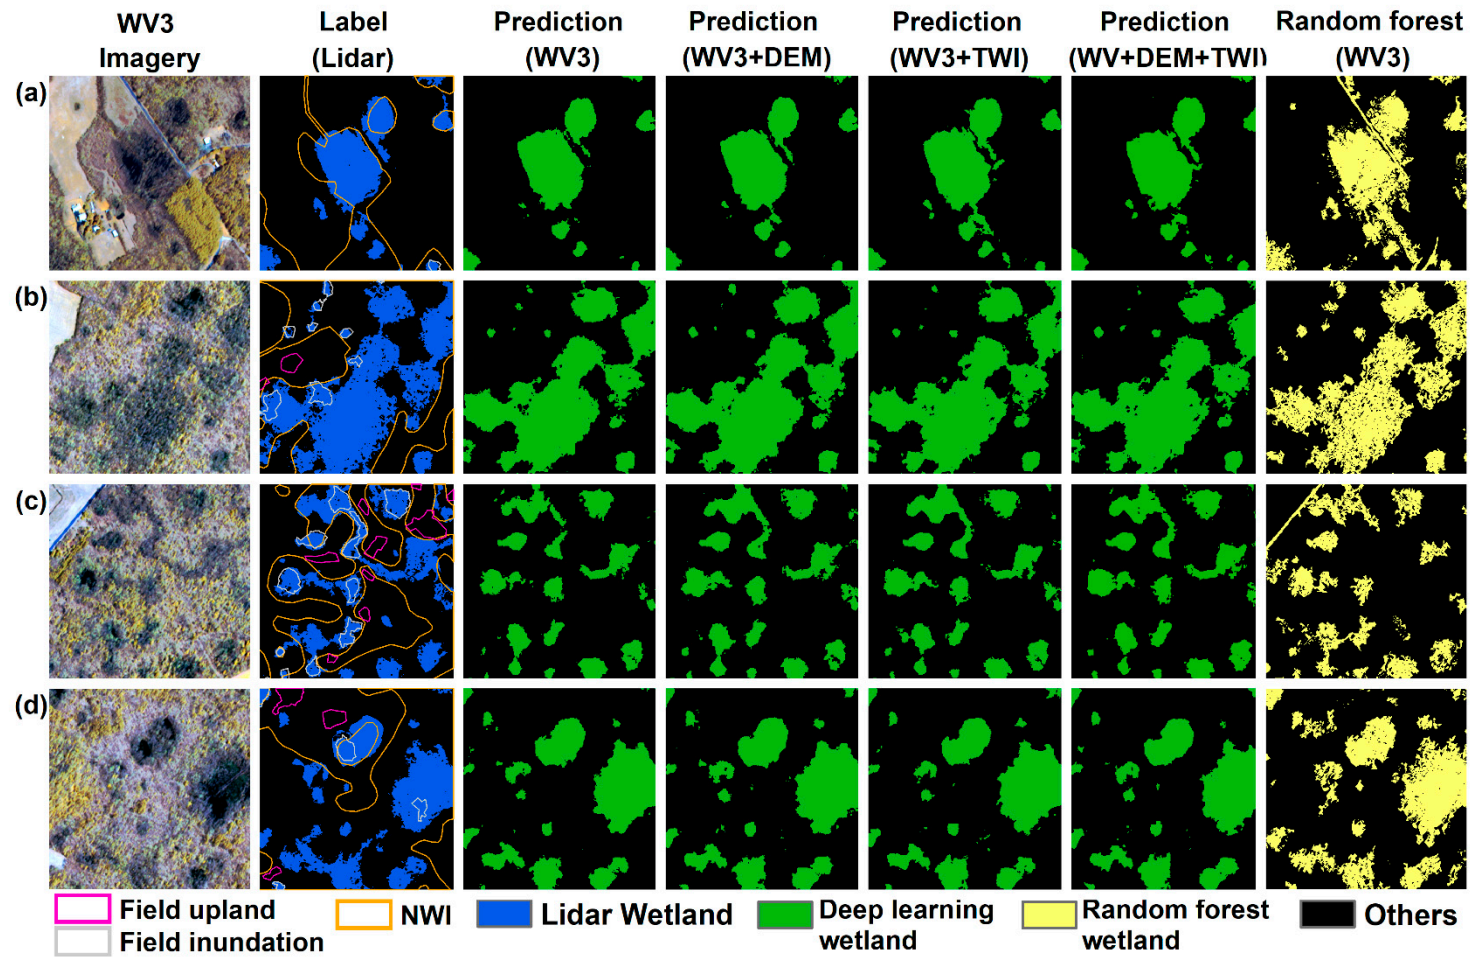 WV3 Imagery
Label (Lidar)
Prediction (WV3)
Prediction (WV3+DEM)
Prediction (WV3+TWI)
Prediction (WV+DEM+TWI)
Random forest (WV3)
(a)
(b)
(c)
(d)
Field upland
Field inundation
NWI
Lidar Wetland
Deep learning wetland
Random forest wetland
Others